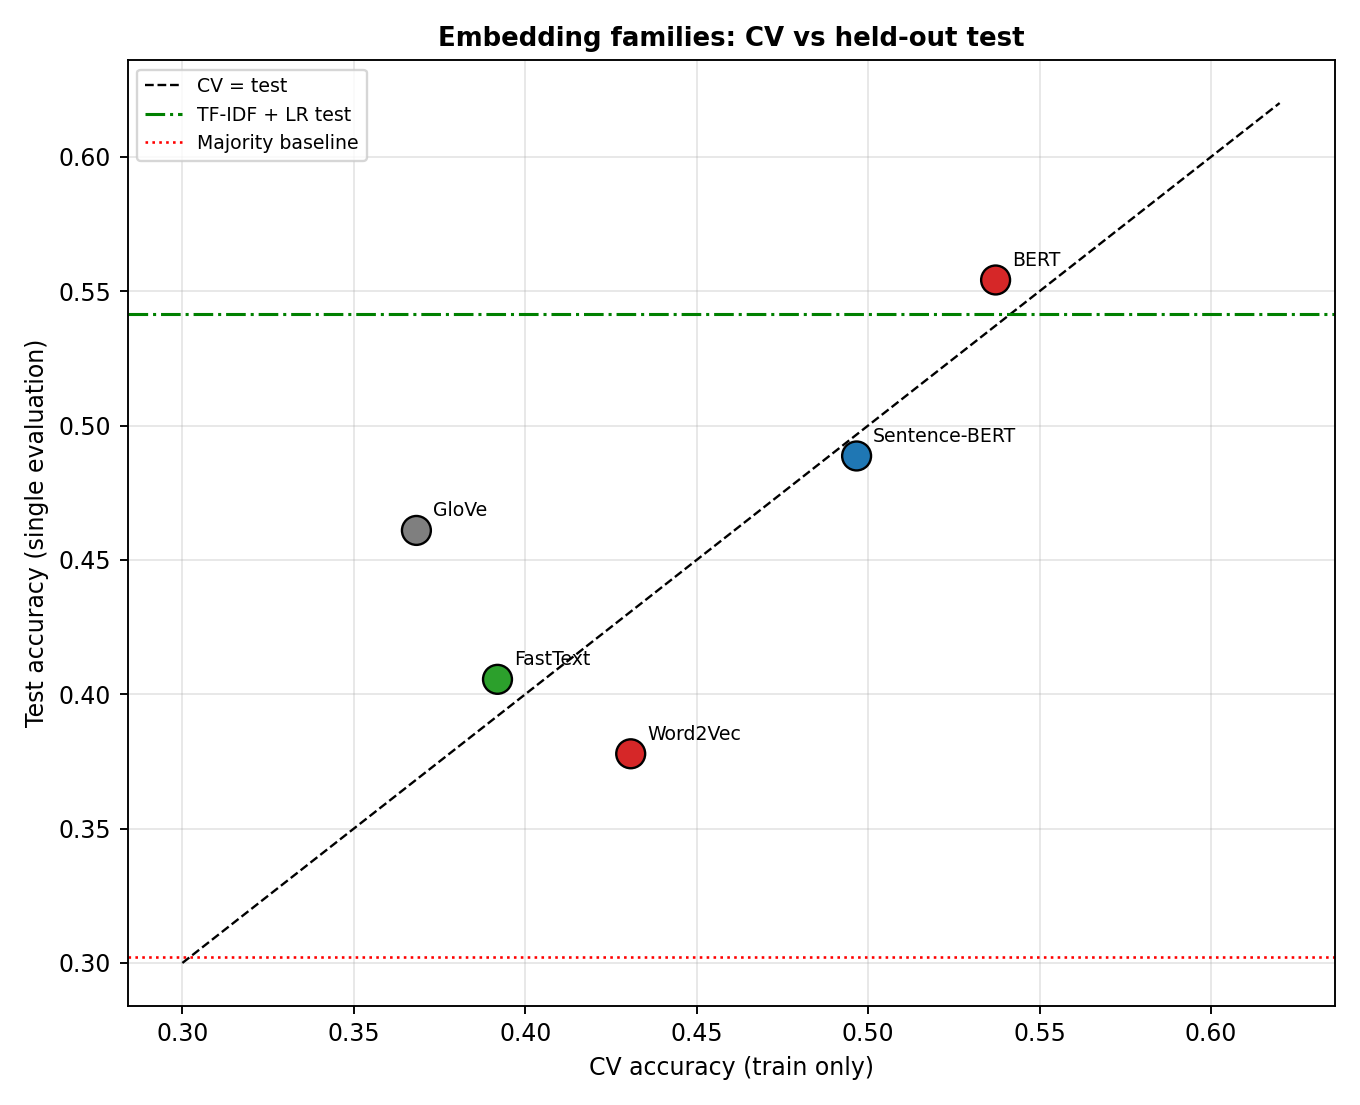 Embedding families: CV vs held-out test
CV = test
TF-IDF + LR test
Majority baseline
Test accuracy (single evaluation)
0.60
0.55
0.50
0.45
0.40
0.35
0.30
BERT
Sentence-BERT
GloVe
FastText
Word2Vec
0.30
0.35
0.40
0.45
0.50
0.55
0.60
CV accuracy (train only)